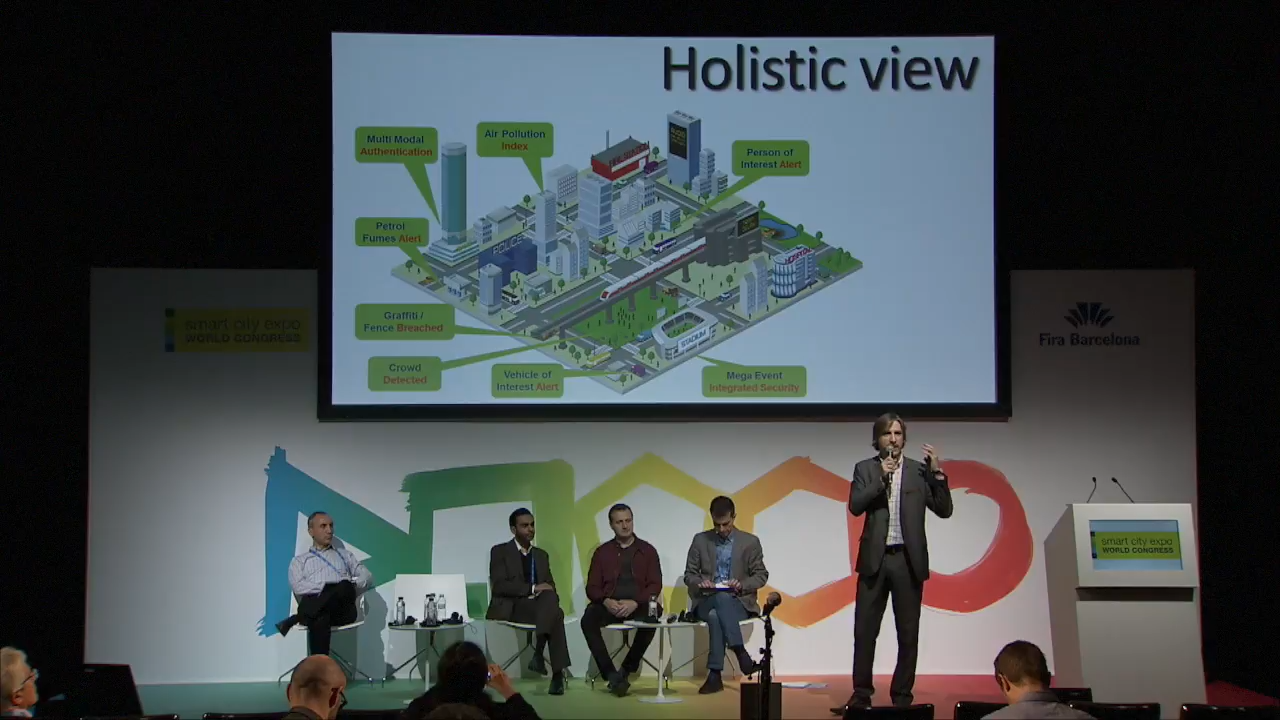 Holistic view
Multi Modal
Authentication
Air Pollution
Index
Person of
Interest Alert
Petrol
Fumes Alert
POLICE
HOSPITAL
Graffiti /
Fence Breached
STADIUM
Crowd
Detected
Vehicle of
Interest Alert
Mega Event
Integrated Security
smart city expo
WORLD CONGRESS
Fira Barcelona
smart city expo
WORLD CONGRESS